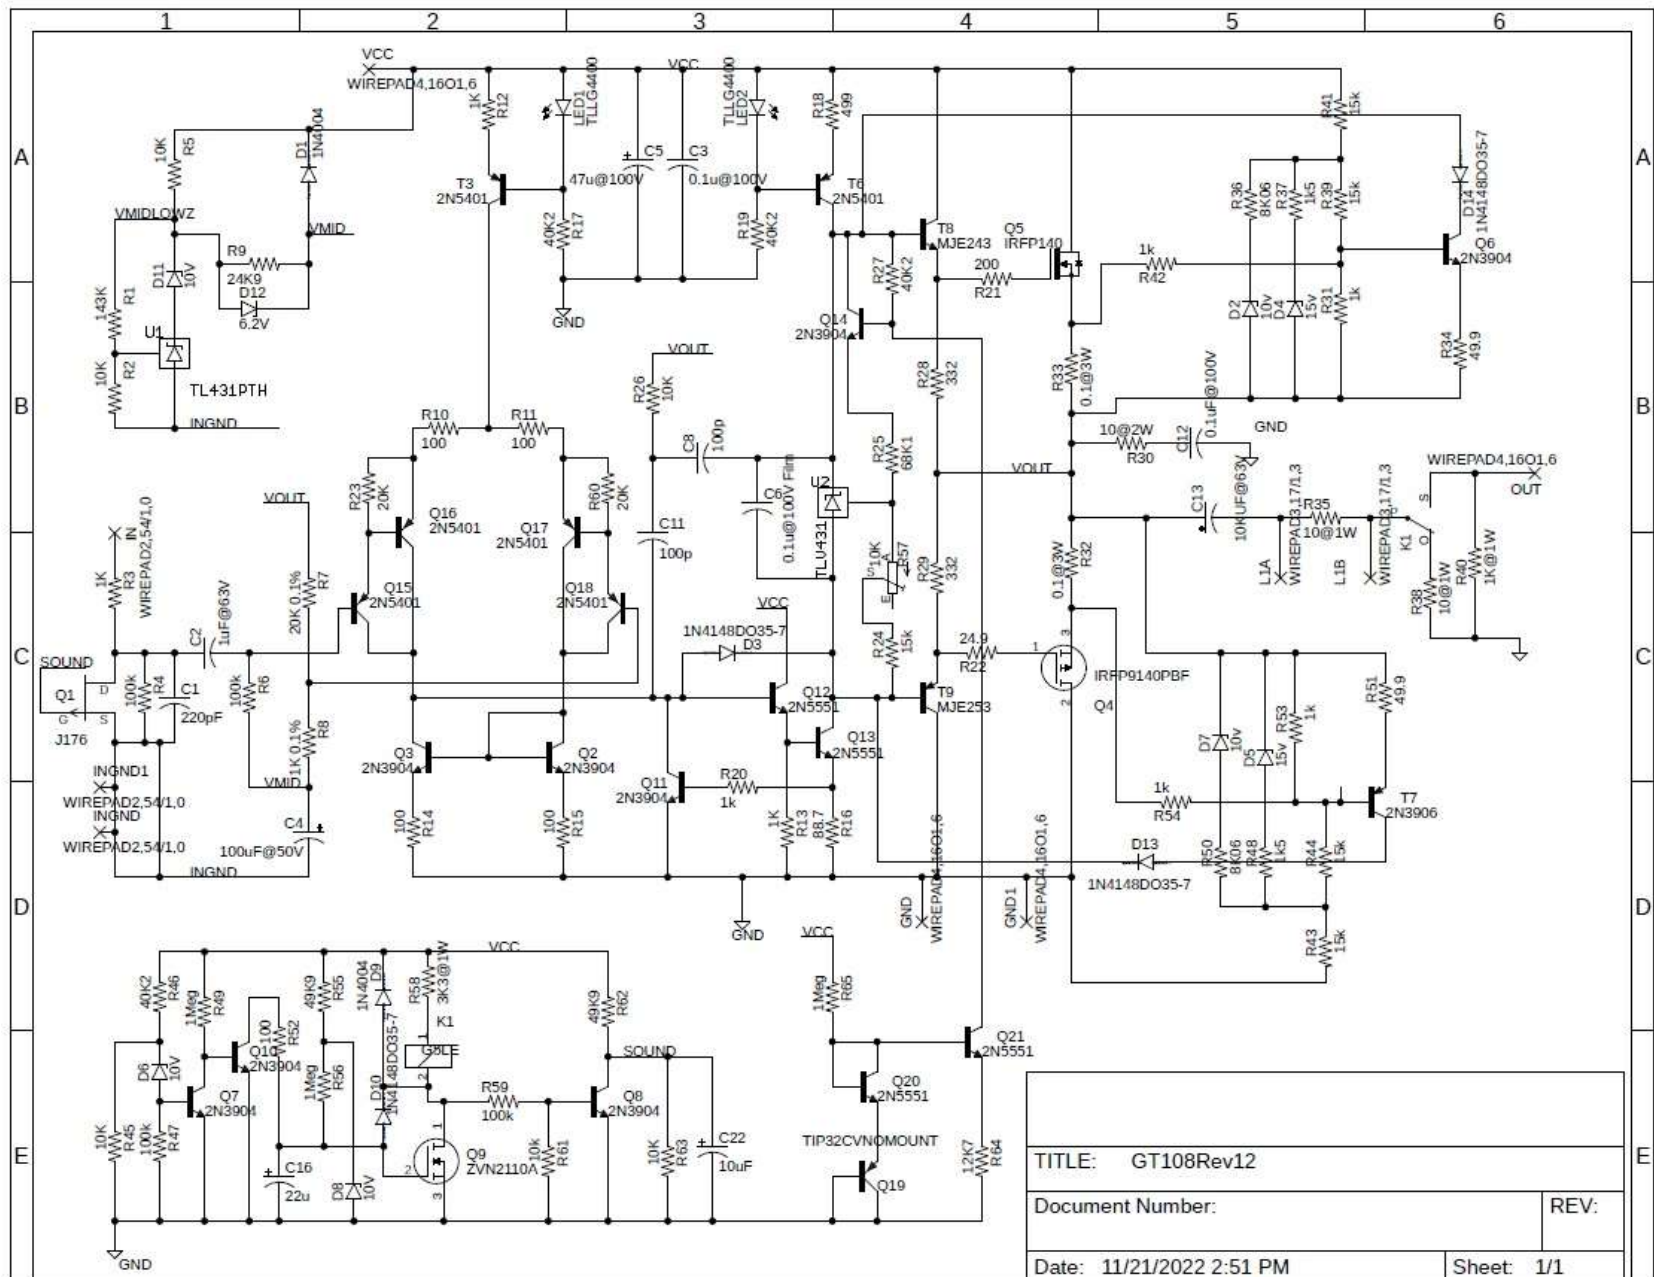 1 2 3 4 5 6
A A
B B
C C
D D
E E
VCC
WIREPAD4,16O1,6
VCC
1K R12
LED1 TLLG4400
TLLG4400 LED2
R18 499
R41 15k
10K R5
D1 1N4004
T3 2N5401
C5 47u@100V
C3 0.1u@100V
T6 2N5401
R36 8K06
R37 1k5
R39 15k
D14 1N4148DO35-7
VMIDLOWZ
VMID
R9 24K9
D12 6.2V
D11 10V
40K2 R17
R19 40K2
T8 MJE243
Q5 IRFP140
200 R21
1k R42
Q6 2N3904
R27 40K2
143K R1
U1
TL431PTH
10K R2
INGND
GND
Q14 2N3904
D2 10v
D4 15v
R31 1k
R34 49.9
VOUT
R26 10K
R28 332
R33 0.1@3W
R10 100
R11 100
C8 100p
R25 68K1
10@2W R30
C12 0.1uF@100V
GND
VOUT
WIREPAD4,16O1,6
OUT
VOUT
R23 20K
R60 20K
Q16 2N5401
Q17 2N5401
C6 0.1u@100V Film
U2 TLU431
C13 10KUF@63V
R35 10@1W
WIREPAD3,17/1,3
WIREPAD3,17/1,3
L1A
L1B
S
P
O
K1
IN
WIREPAD2,54/1,0
1K R3
20K 0.1% R7
C11 100p
10K R57
A
S
E
R29 332
0.1@3W R32
R38 10@1W
R40 1K@1W
Q15 2N5401
Q18 2N5401
VCC
1N4148DO35-7 D3
C2 1uF@63V
R24 15k
24.9 R22
1
3
2
IRFP9140PBF
Q4
SOUND
Q1
D
G
S
J176
100k R4
C1 220pF
100k R6
1K 0.1% R8
Q12 2N5551
T9 MJE253
R51 49.9
R53 1k
D7 10v
D5 15v
INGND1
WIREPAD2,54/1,0
INGND
WIREPAD2,54/1,0
VMID
Q3 2N3904
Q2 2N3904
Q11 2N3904
R20 1k
Q13 2N5551
C4 100uF@50V
100 R14
100 R15
1K R13
88.7 R16
1k R54
T7 2N3906
D13 1N4148DO35-7
R50 8K06
R48 1k5
R44 15k
INGND
GND
GND WIREPAD4,16O1,6
GND1 WIREPAD4,16O1,6
R43 15k
VCC
VCC
40K2 R46
1Meg R49
49K9 R55
D9 1N4004
R58 3K3@1W
49K9 R62
1Meg R65
100 R52
Q10 2N3904
D6 10V
Q7 2N3904
1Meg R56
D10 1N4148DO35-7
K1
1
G5LE
2
SOUND
Q21 2N5551
R59 100k
Q8 2N3904
Q20 2N5551
10K R45
100k R47
1
2
3
Q9 ZVN2110A
C16 22u
D8 10V
10k R61
10K R63
C22 10uF
TIP32CVNOMOUNT
Q19
12K7 R64
GND
TITLE: GT108Rev12
Document Number:
REV:
Date: 11/21/2022 2:51 PM
Sheet: 1/1